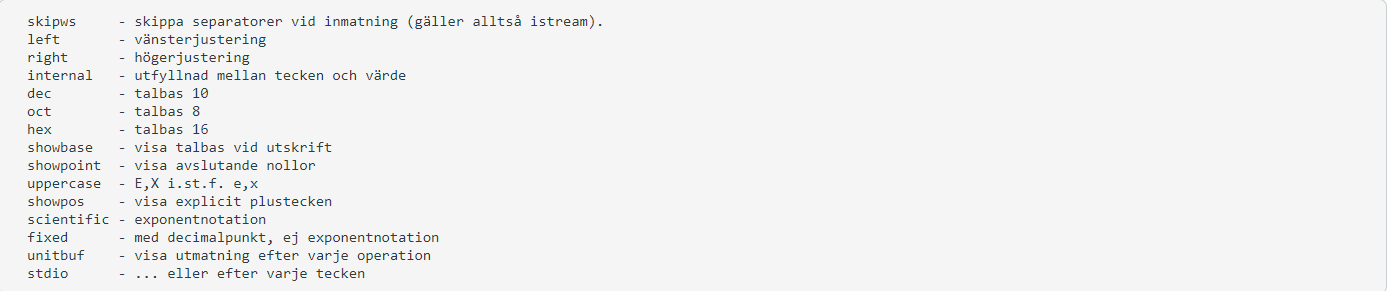 skipws     - skippa separatorer vid inmatning (gäller alltså istream).
left       - vänsterjustering
right      - högerjustering
internal   - utfyllnad mellan tecken och värde
dec        - talbas 10
oct        - talbas 8
hex        - talbas 16
showbase   - visa talbas vid utskrift
showpoint  - visa avslutande nollor
uppercase  - E,X i.st.f. e,x
showpos    - visa explicit plustecken
scientific - exponentnotation
fixed      - med decimalpunkt, ej exponentnotation
unitbuf    - visa utmatning efter varje operation
stdio      - ... eller efter varje tecken